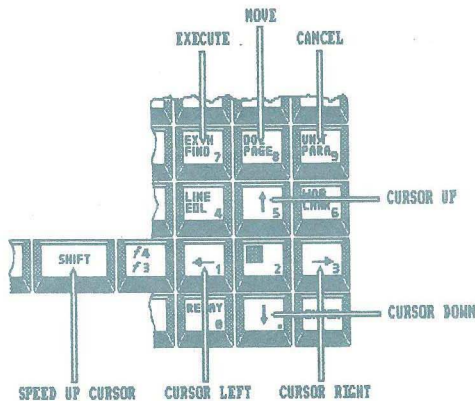 MOVE
EXECUTE
CANCEL
FIND 7
PAGE 8
PARA 9
LINE
EOL 4
↑ 5
6
CURSOR UP
SHIFT
f4
f3
← 1
2
→ 3
0
↓ .
CURSOR DOWN
SPEED UP CURSOR
CURSOR LEFT
CURSOR RIGHT